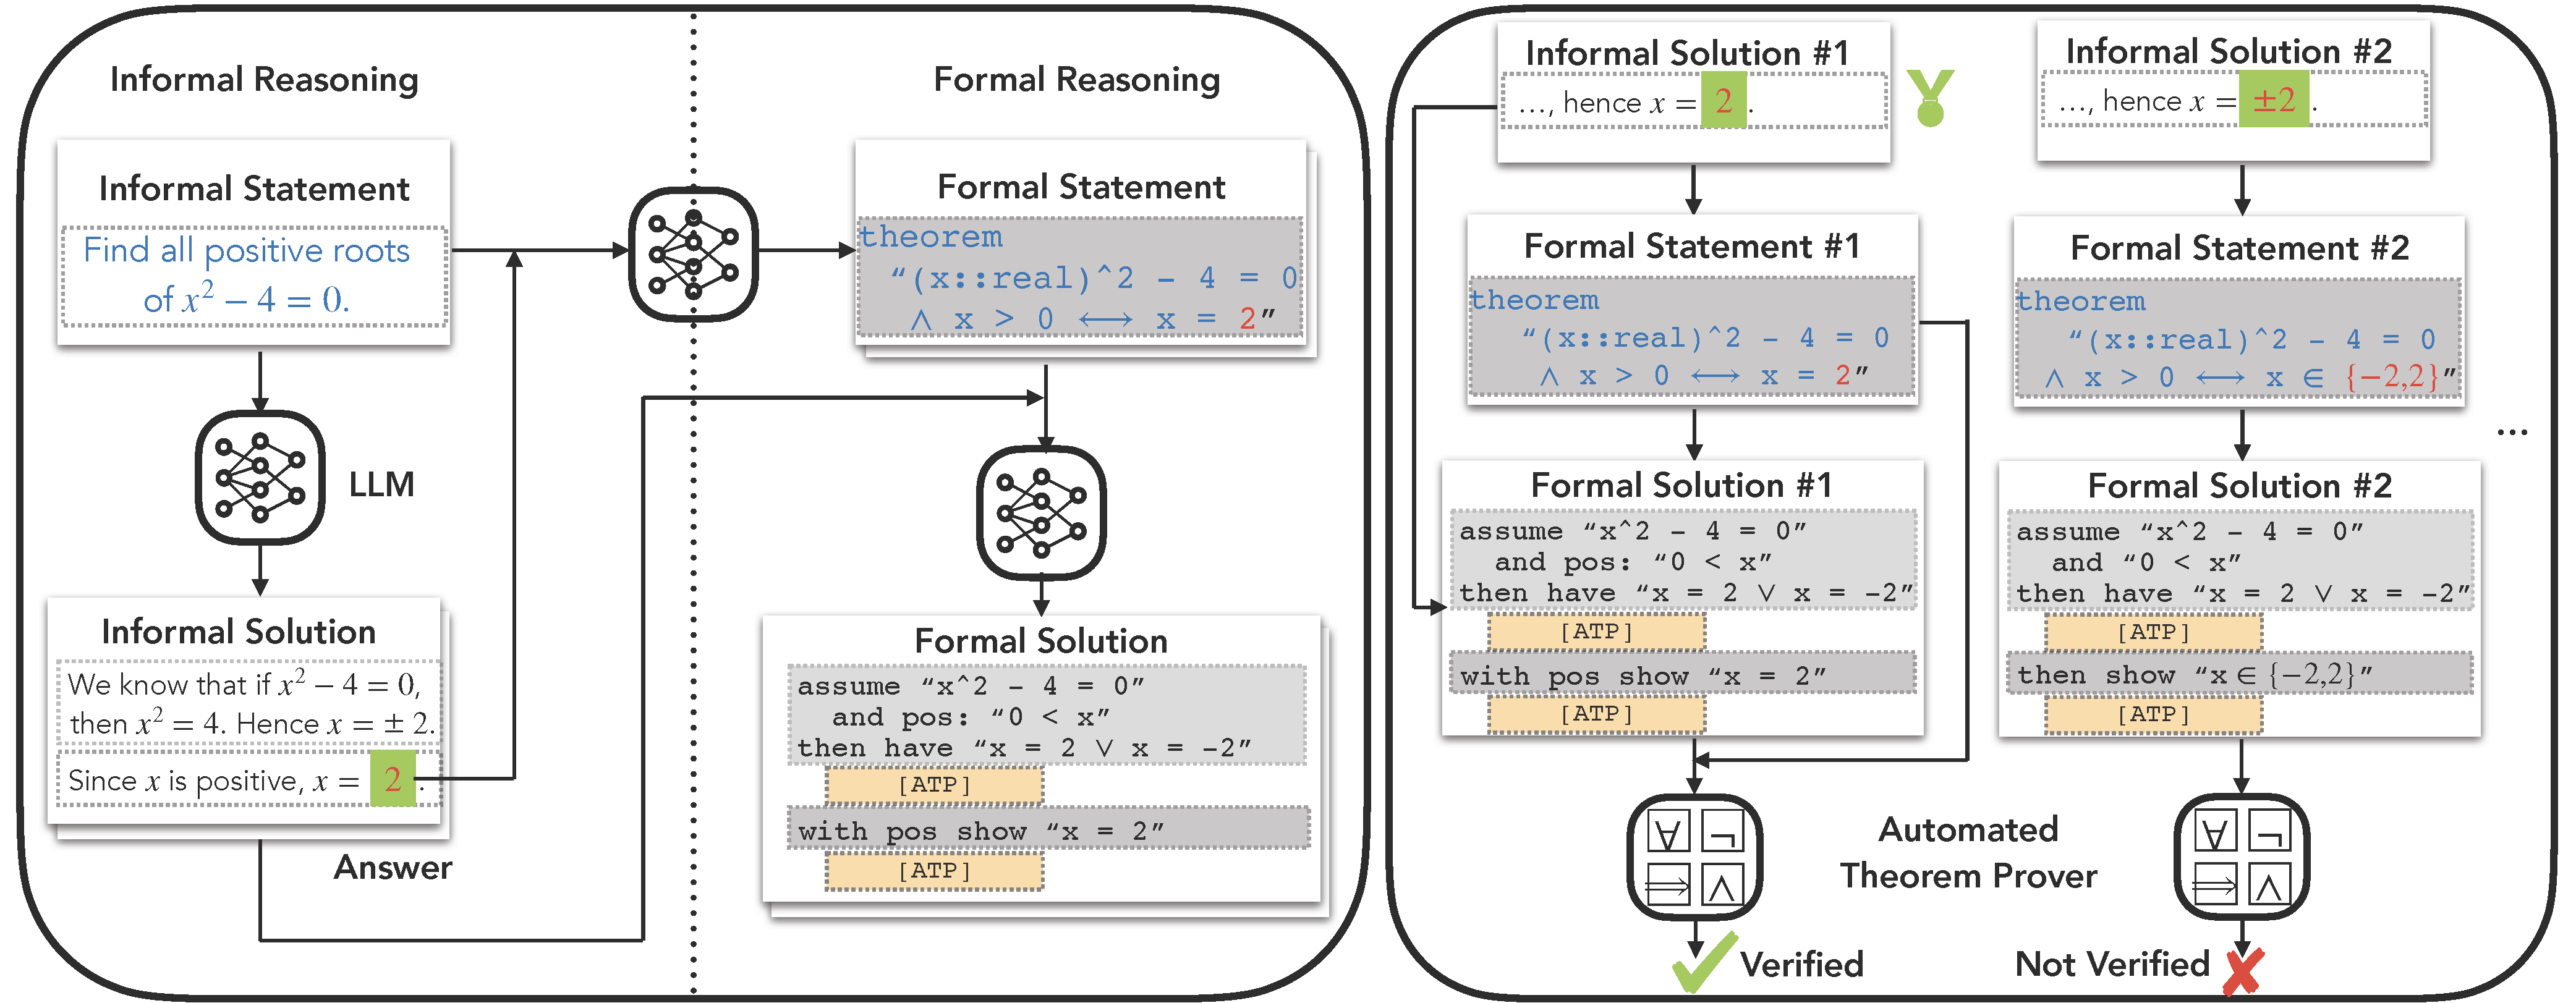 Informal Reasoning
Informal Statement
Find all positive roots
of x² − 4 = 0.
LLM
Informal Solution
We know that if x² − 4 = 0,
then x² = 4. Hence x = ± 2.
Since x is positive, x = 2 .
Answer
Formal Reasoning
Formal Statement
theorem
“(x::real)^2 - 4 = 0
∧ x > 0 ⟷ x = 2”
Formal Solution
assume “x^2 - 4 = 0”
and pos: “0 < x”
then have “x = 2 ∨ x = -2”
[ATP]
with pos show “x = 2”
[ATP]
Informal Solution #1
..., hence x = 2 .
Formal Statement #1
theorem
“(x::real)^2 - 4 = 0
∧ x > 0 ⟷ x = 2”
Formal Solution #1
assume “x^2 - 4 = 0”
and pos: “0 < x”
then have “x = 2 ∨ x = -2”
[ATP]
with pos show “x = 2”
[ATP]
∀ ¬
⟹ ∧
Verified
Informal Solution #2
..., hence x = ±2 .
Formal Statement #2
theorem
“(x::real)^2 - 4 = 0
∧ x > 0 ⟷ x ∈ {−2,2}”
Formal Solution #2
assume “x^2 - 4 = 0”
and “0 < x”
then have “x = 2 ∨ x = -2”
[ATP]
then show “x ∈ {−2,2}”
[ATP]
∀ ¬
⟹ ∧
Not Verified
Automated
Theorem Prover
...